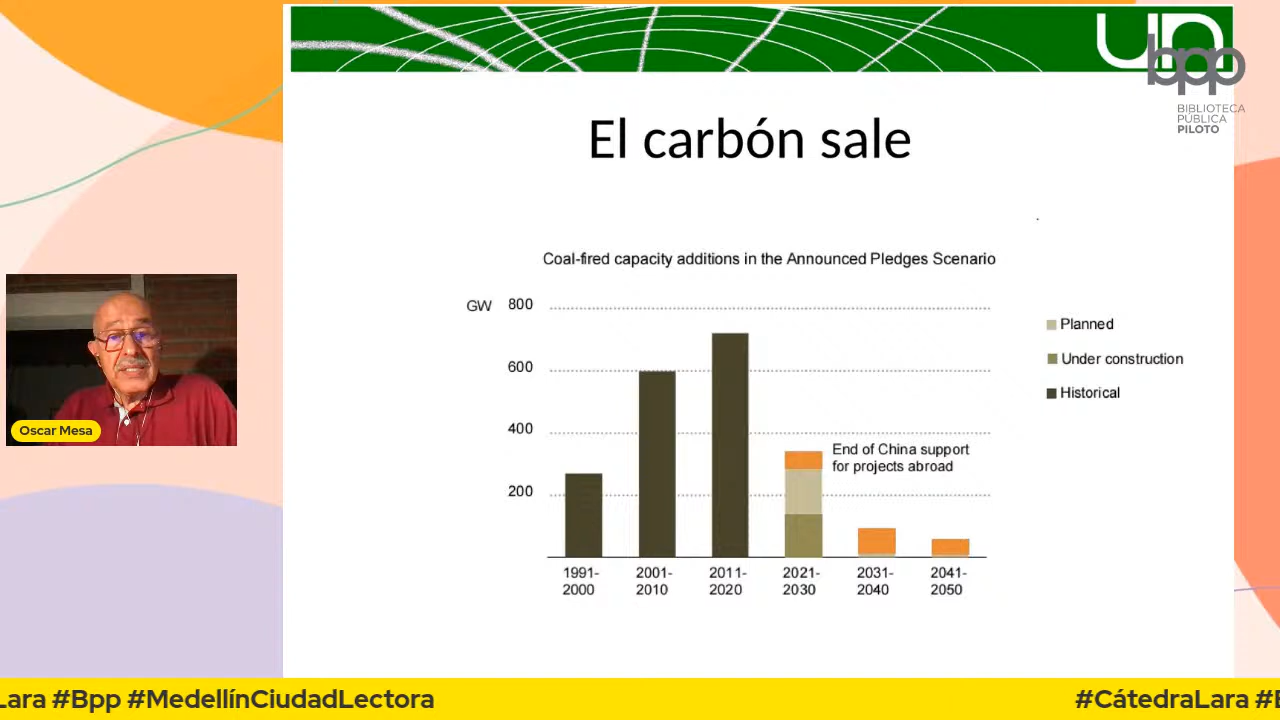 un
bpp
BIBLIOTECA
PÚBLICA
PILOTO
El carbón sale
Coal-fired capacity additions in the Announced Pledges Scenario
GW
800
600
400
200
End of China support
for projects abroad
Planned
Under construction
Historical
1991-
2000
2001-
2010
2011-
2020
2021-
2030
2031-
2040
2041-
2050
Oscar Mesa
Lara #Bpp #MedellínCiudadLectora
#CátedraLara #B